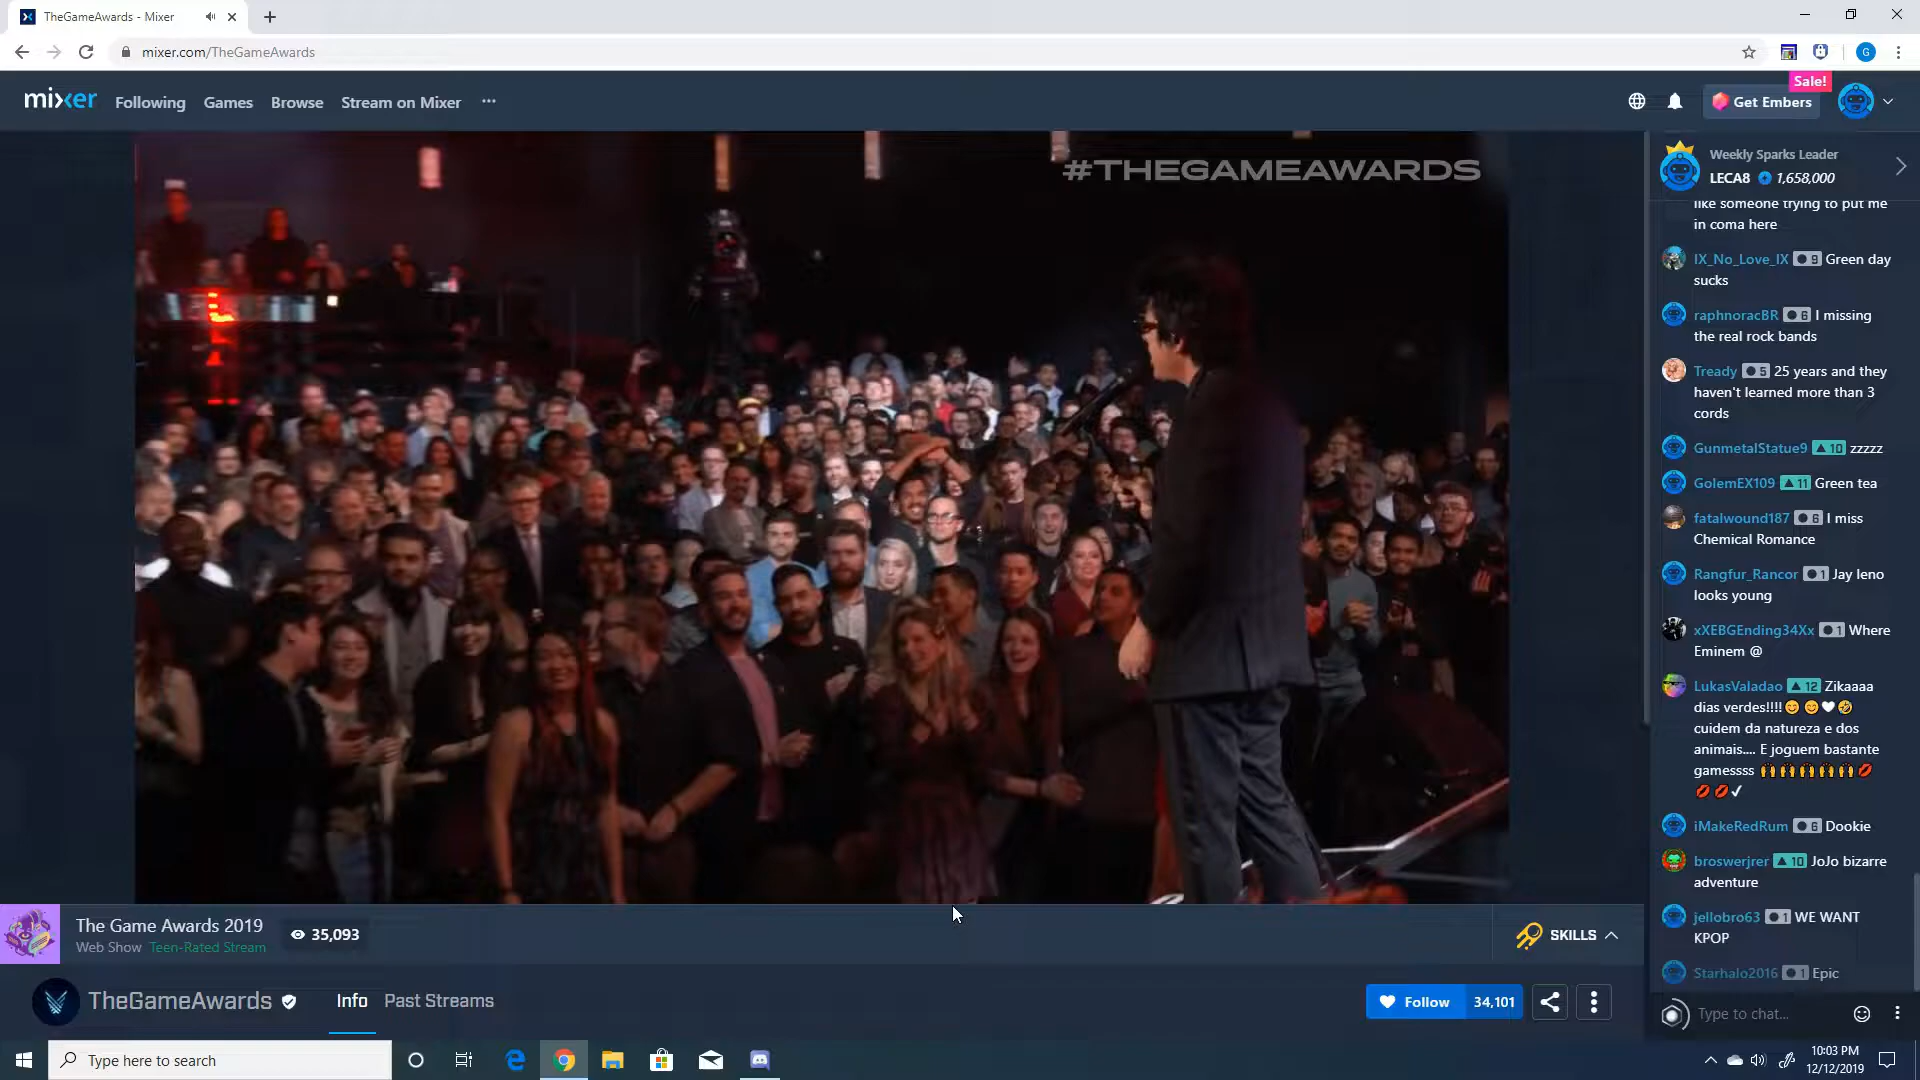 TheGameAwards - Mixer
mixer.com/TheGameAwards
G
mixer
Following
Games
Browse
Stream on Mixer
Sale!
Get Embers
#THEGAMEAWARDS
Weekly Sparks Leader
LECA8 1,658,000
like someone trying to put me
in coma here
IX_No_Love_IX 9 Green day
sucks
raphnoracBR 6 I missing
the real rock bands
Tready 5 25 years and they
haven't learned more than 3
cords
GunmetalStatue9 10 zzzzz
GolemEX109 11 Green tea
fatalwound187 6 I miss
Chemical Romance
Rangfur_Rancor 1 Jay leno
looks young
xXEBGEnding34Xx 1 Where
Eminem @
LukasValadao 12 Zikaaaa
dias verdes!!!!😊😊🤍🤣
cuidem da natureza e dos
animais.... E joguem bastante
gamessss 🙌🙌🙌🙌🙌💋
💋💋✓
iMakeRedRum 6 Dookie
broswerjrer 10 JoJo bizarre
adventure
jellobro63 1 WE WANT
KPOP
Starhalo2016 1 Epic
Type to chat...
The Game Awards 2019
Web Show Teen-Rated Stream
35,093
SKILLS
TheGameAwards
Info
Past Streams
Follow 34,101
Type here to search
10:03 PM
12/12/2019